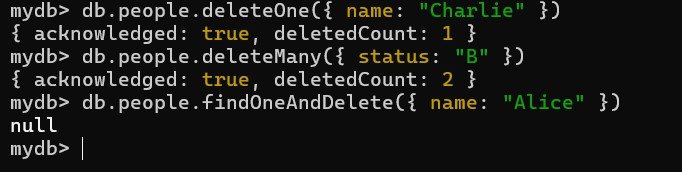 mydb> db.people.deleteOne({ name: "Charlie" })
{ acknowledged: true, deletedCount: 1 }
mydb> db.people.deleteMany({ status: "B" })
{ acknowledged: true, deletedCount: 2 }
mydb> db.people.findOneAndDelete({ name: "Alice" })
null
mydb>